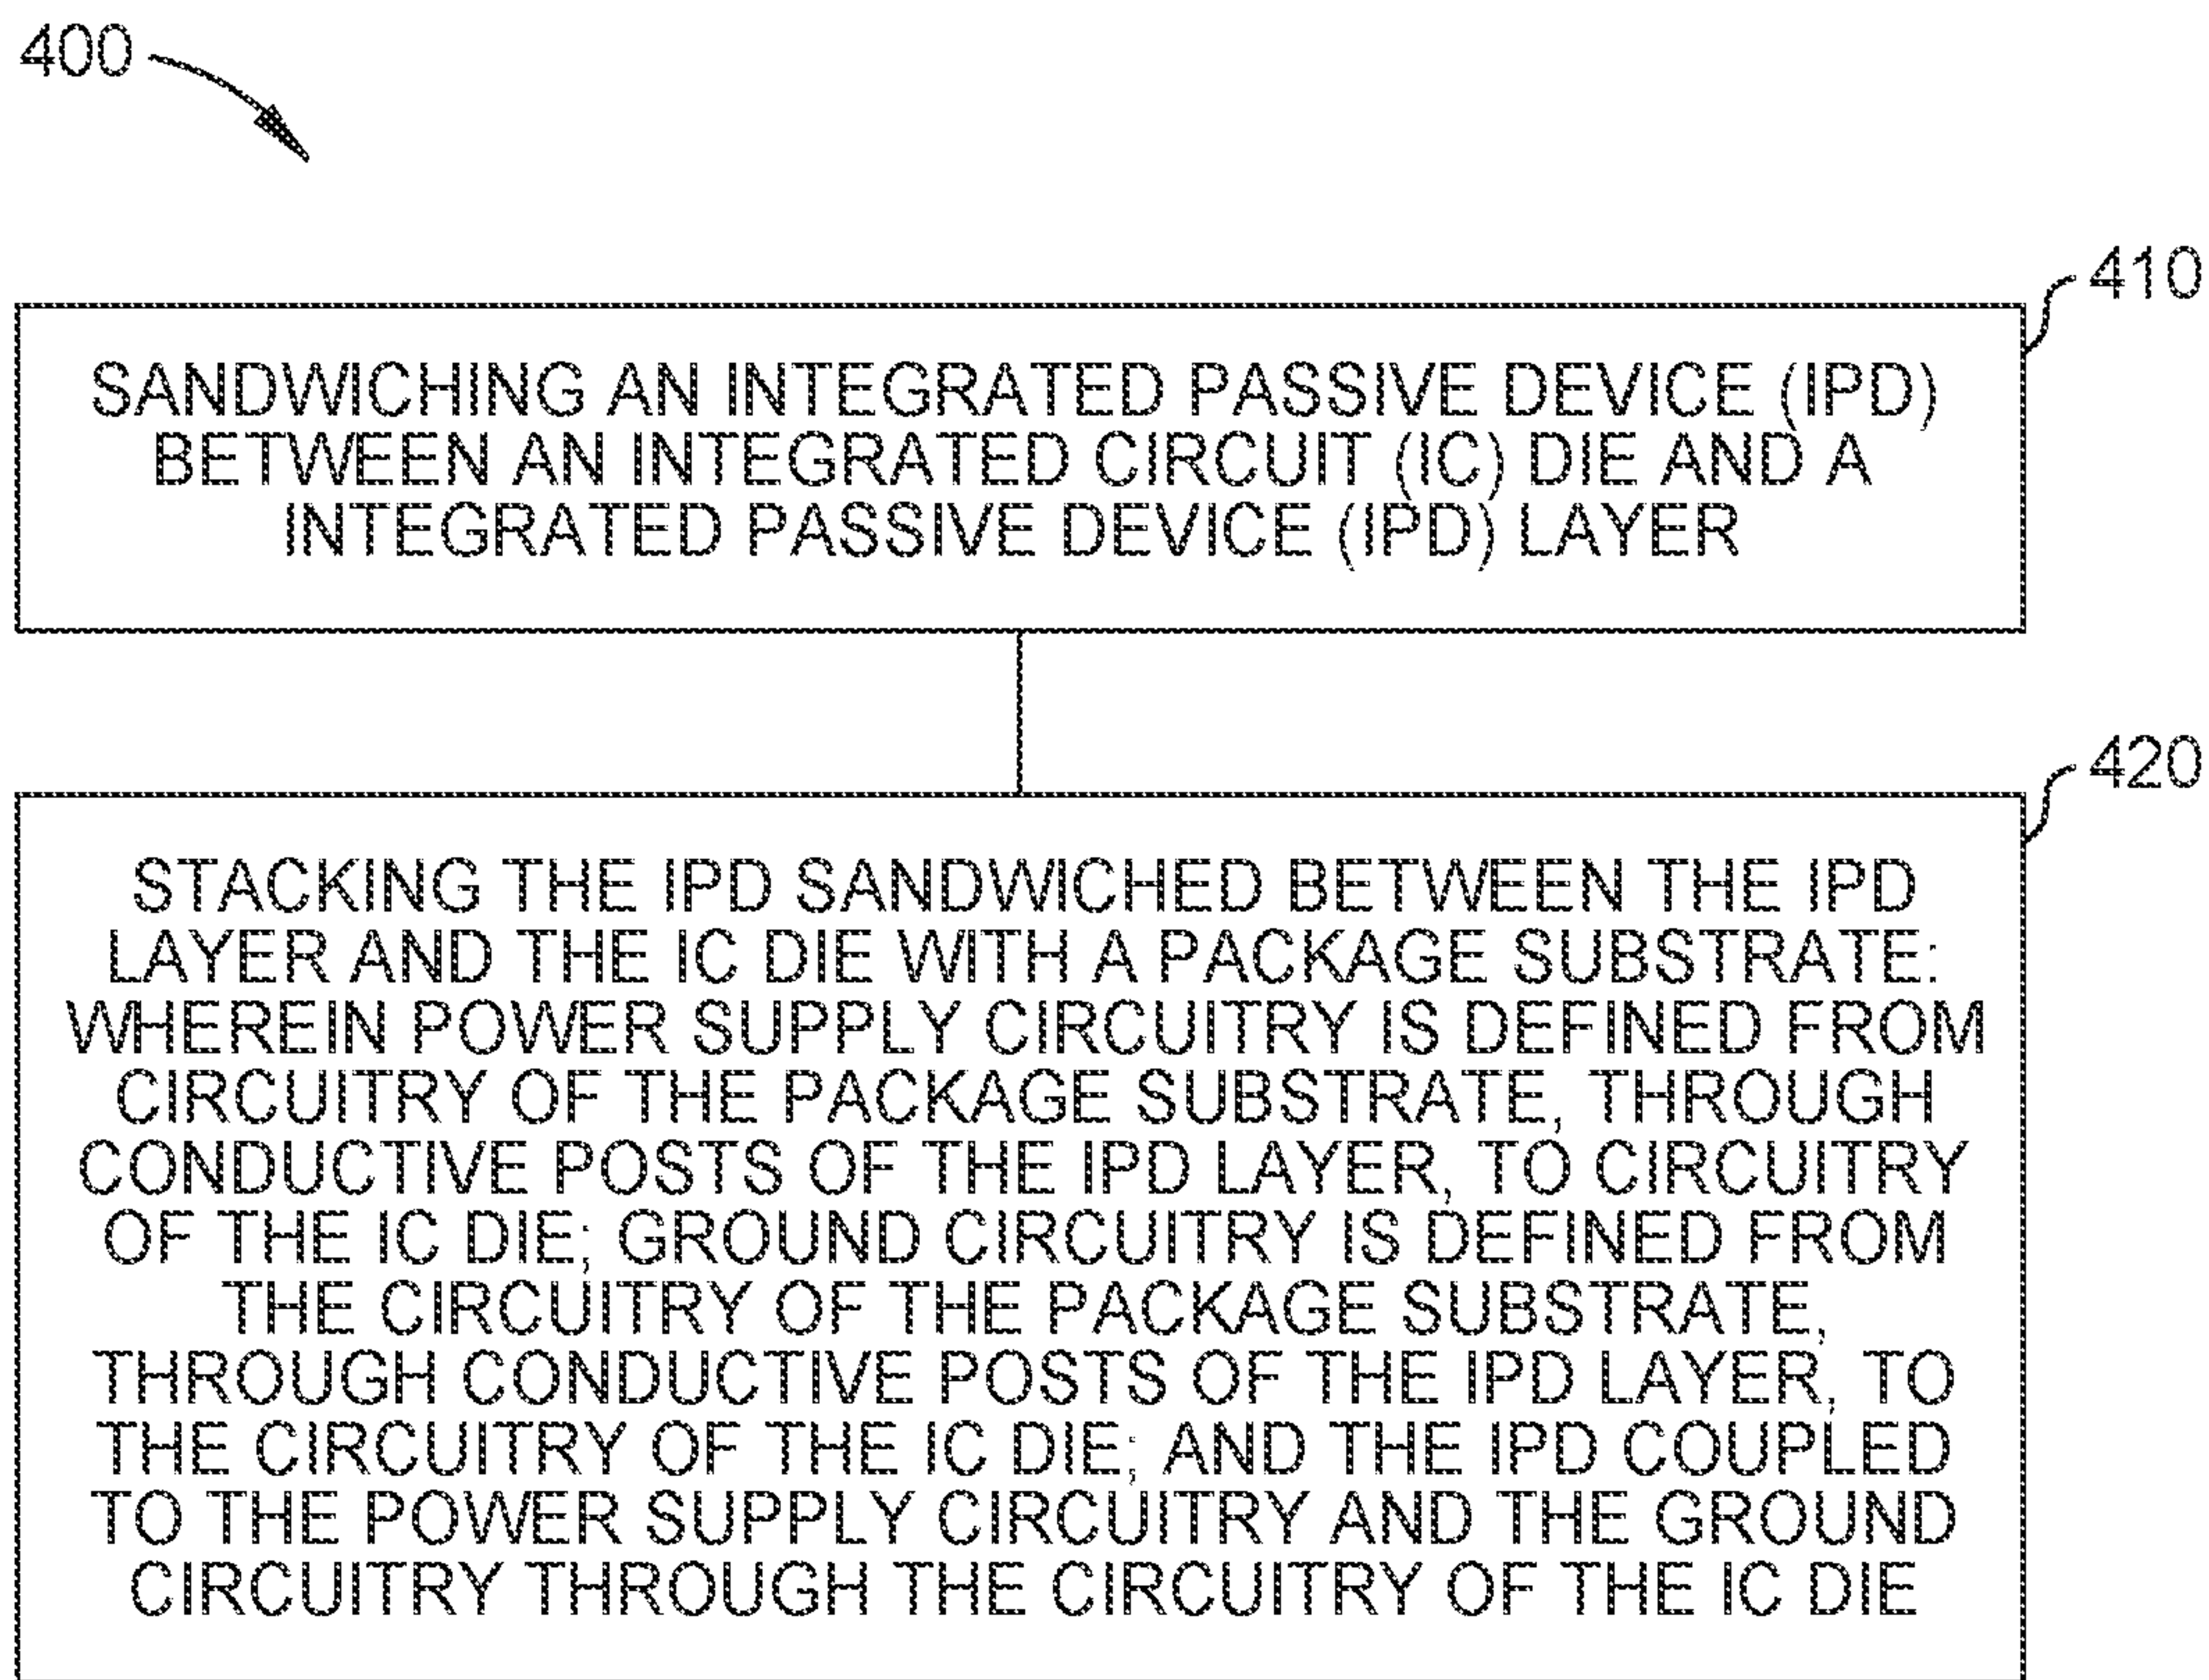 400
410
SANDWICHING AN INTEGRATED PASSIVE DEVICE (IPD)
BETWEEN AN INTEGRATED CIRCUIT (IC) DIE AND A
INTEGRATED PASSIVE DEVICE (IPD) LAYER
420
STACKING THE IPD SANDWICHED BETWEEN THE IPD
LAYER AND THE IC DIE WITH A PACKAGE SUBSTRATE:
WHEREIN POWER SUPPLY CIRCUITRY IS DEFINED FROM
CIRCUITRY OF THE PACKAGE SUBSTRATE, THROUGH
CONDUCTIVE POSTS OF THE IPD LAYER, TO CIRCUITRY
OF THE IC DIE; GROUND CIRCUITRY IS DEFINED FROM
THE CIRCUITRY OF THE PACKAGE SUBSTRATE,
THROUGH CONDUCTIVE POSTS OF THE IPD LAYER, TO
THE CIRCUITRY OF THE IC DIE; AND THE IPD COUPLED
TO THE POWER SUPPLY CIRCUITRY AND THE GROUND
CIRCUITRY THROUGH THE CIRCUITRY OF THE IC DIE